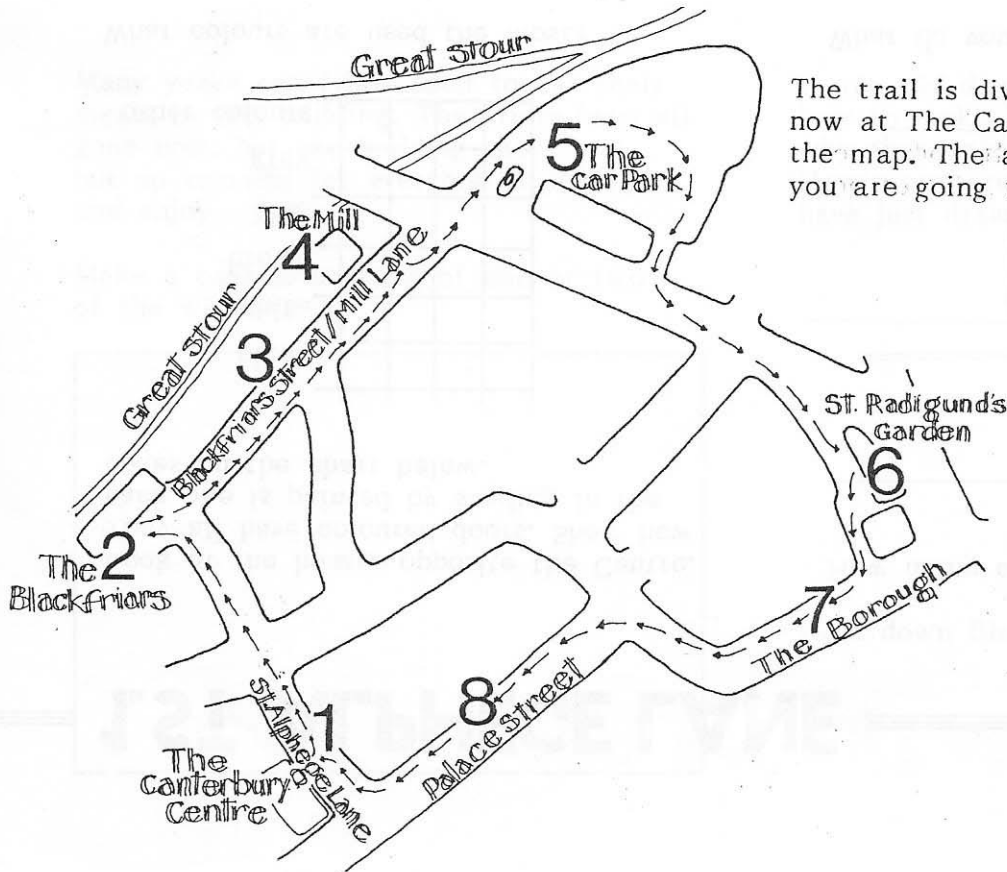 Great Stour
The trail is div
now at The Ca
the map. The a
you are going
5 The
Car Park
The Mill
4
Great Stour
3
Blackfriars Street/Mill Lane
St. Radigund's
Garden
6
2
The
Blackfriars
7
The Borough
8
Palace Street
1
St. Alphege Lane
The
Canterbury
Centre